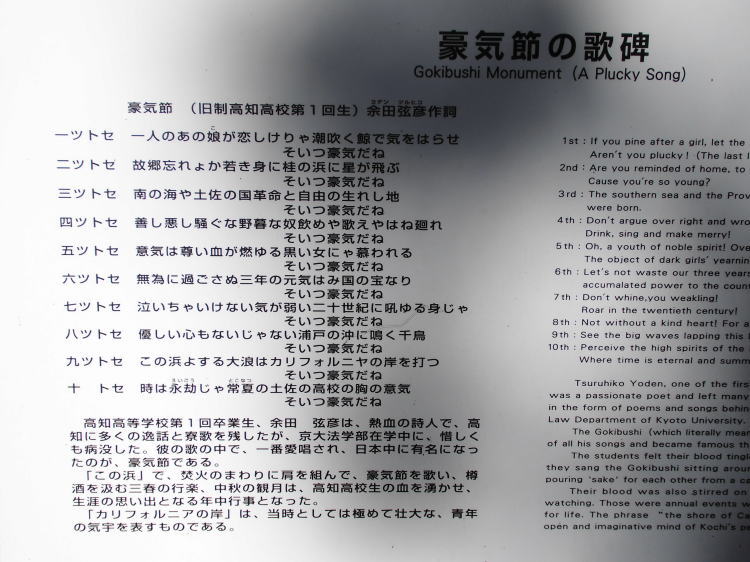 豪気節の歌碑
Gokibushi Monument (A Plucky Song)
豪気節 （旧制高知高校第1回生）余田弦彦作詞
一ツトセ 一人のあの娘が恋しけりゃ潮吹く鯨で気をはらせ
そいつ豪気だね
二ツトセ 故郷忘れょか若き身に桂の浜に星が飛ぶ
そいつ豪気だね
三ツトセ 南の海や土佐の国革命と自由の生れし地
そいつ豪気だね
四ツトセ 善し悪し騒ぐな野暮な奴飲めや歌えやはね廻れ
そいつ豪気だね
五ツトセ 意気は尊い血が燃ゆる黒い女にゃ慕われる
そいつ豪気だね
六ツトセ 無為に過ごさぬ三年の元気はみ国の宝なり
そいつ豪気だね
七ツトセ 泣いちゃいけない気が弱い二十世紀に吼ゆる身じゃ
そいつ豪気だね
八ツトセ 優しい心もないじゃない浦戸の沖に鳴く千鳥
そいつ豪気だね
九ツトセ この浜よする大浪はカリフォルニヤの岸を打つ
そいつ豪気だね
十 トセ 時は永劫じゃ常夏の土佐の高校の胸の意気
そいつ豪気だね
高知高等学校第1回卒業生、余田 弦彦は、熱血の詩人で、高
知に多くの逸話と寮歌を残したが、京大法学部在学中に、惜しく
も病没した。彼の歌の中で、一番愛唱され、日本中に有名になっ
たのが、豪気節である。
「この浜」で、焚火のまわりに肩を組んで、豪気節を歌い、樽
酒を汲む三春の行楽、中秋の観月は、高知高校生の血を湧かせ、
生涯の思い出となる年中行事となった。
「カリフォルニアの岸」は、当時としては極めて壮大な、青年
の気宇を表すものである。
1st : If you pine after a girl, let the
Aren't you plucky ! (The last l
2nd : Are you reminded of home, to
Cause you're so young?
3rd : The southern sea and the Prov
were born.
4th : Don't argue over right and wro
Drink, sing and make merry!
5th : Oh, a youth of noble spirit! Ove
The object of dark girls' yearnin
6th : Let's not waste our three years
accumalated power to the count
7th : Don't whine,you weakling!
Roar in the twentieth century!
8th : Not without a kind heart! For a
9th : See the big waves lapping this
10th : Perceive the high spirits of the
Where time is eternal and summ
Tsuruhiko Yoden, one of the first
was a passionate poet and left many
in the form of poems and songs behin
Law Department of Kyoto University.
The Gokibushi (which literally mean
of all his songs and became famous th
The students felt their blood tingl
they sang the Gokibushi sitting around
pouring 'sake' for each other from a c
Their blood was also stirred on
watching. Those were annual events w
for life. The phrase "the shore of Ca
open and imaginative mind of Kochi's